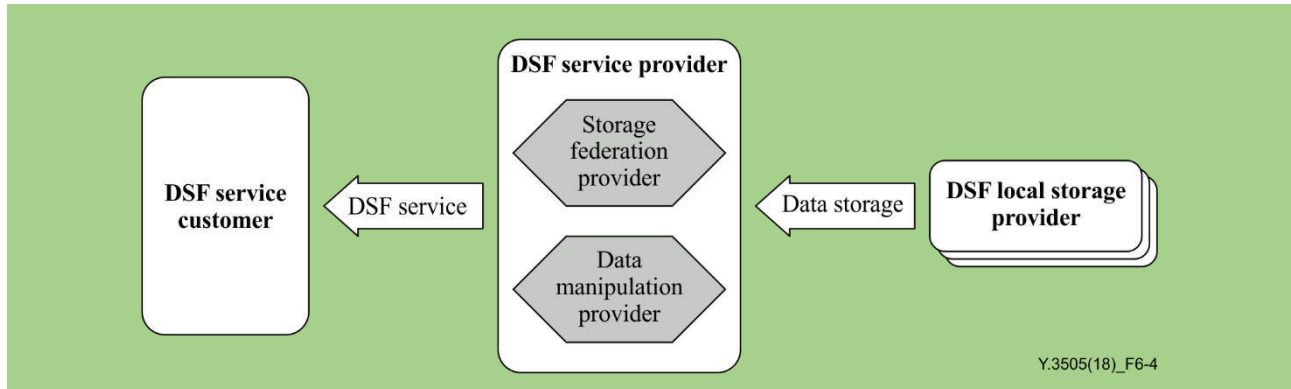 DSF service
customer
DSF service
DSF service provider
Storage
federation
provider
Data
manipulation
provider
Data storage
DSF local storage
provider
Y.3505(18)_F6-4